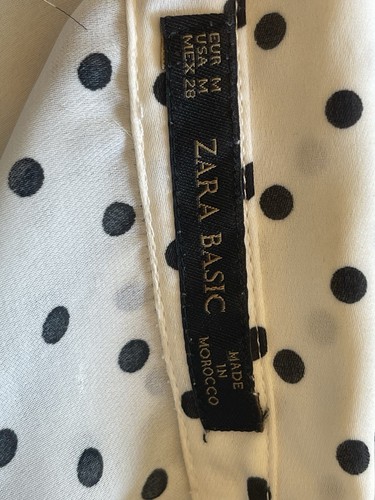 EUR M
USA M
MEX 28
ZARA BASIC
MADE
IN
MOROCCO